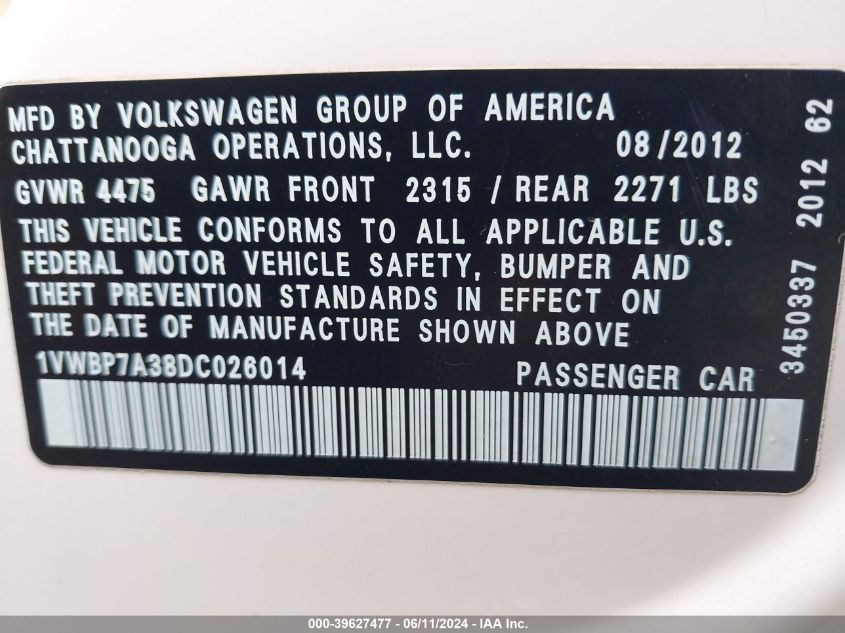 MFD BY VOLKSWAGEN GROUP OF AMERICA
CHATTANOOGA OPERATIONS, LLC. 08/2012
GVWR 4475 GAWR FRONT 2315 / REAR 2271 LBS
THIS VEHICLE CONFORMS TO ALL APPLICABLE U.S.
FEDERAL MOTOR VEHICLE SAFETY, BUMPER AND
THEFT PREVENTION STANDARDS IN EFFECT ON
THE DATE OF MANUFACTURE SHOWN ABOVE
1VWBP7A38DC026014 PASSENGER CAR
3450337 2012 62
000-39627477 - 06/11/2024 - IAA Inc.